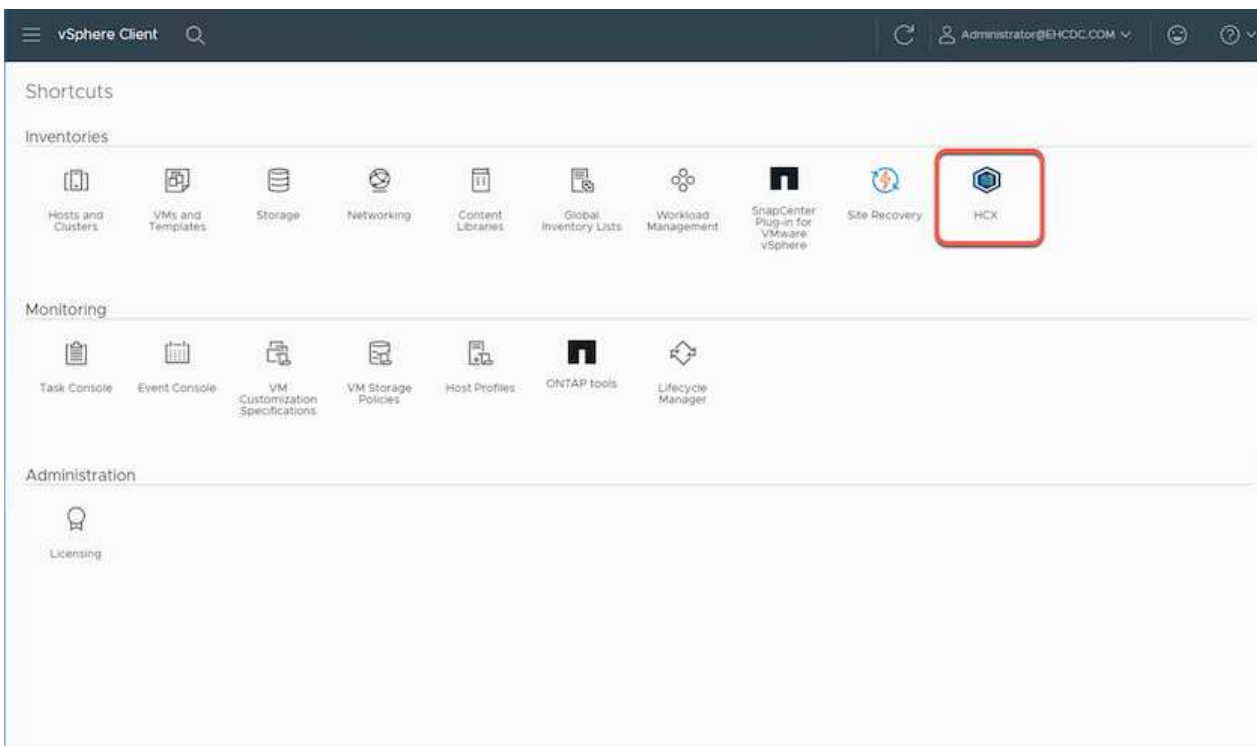 vSphere Client
Administrator@EHCDC.COM
Shortcuts
Inventories
Hosts and
Clusters
VMs and
Templates
Storage
Networking
Content
Libraries
Global
Inventory Lists
Workload
Management
SnapCenter
Plug-in for
VMware
vSphere
Site Recovery
HCX
Monitoring
Task Console
Event Console
VM
Customization
Specifications
VM Storage
Policies
Host Profiles
ONTAP tools
Lifecycle
Manager
Administration
Licensing